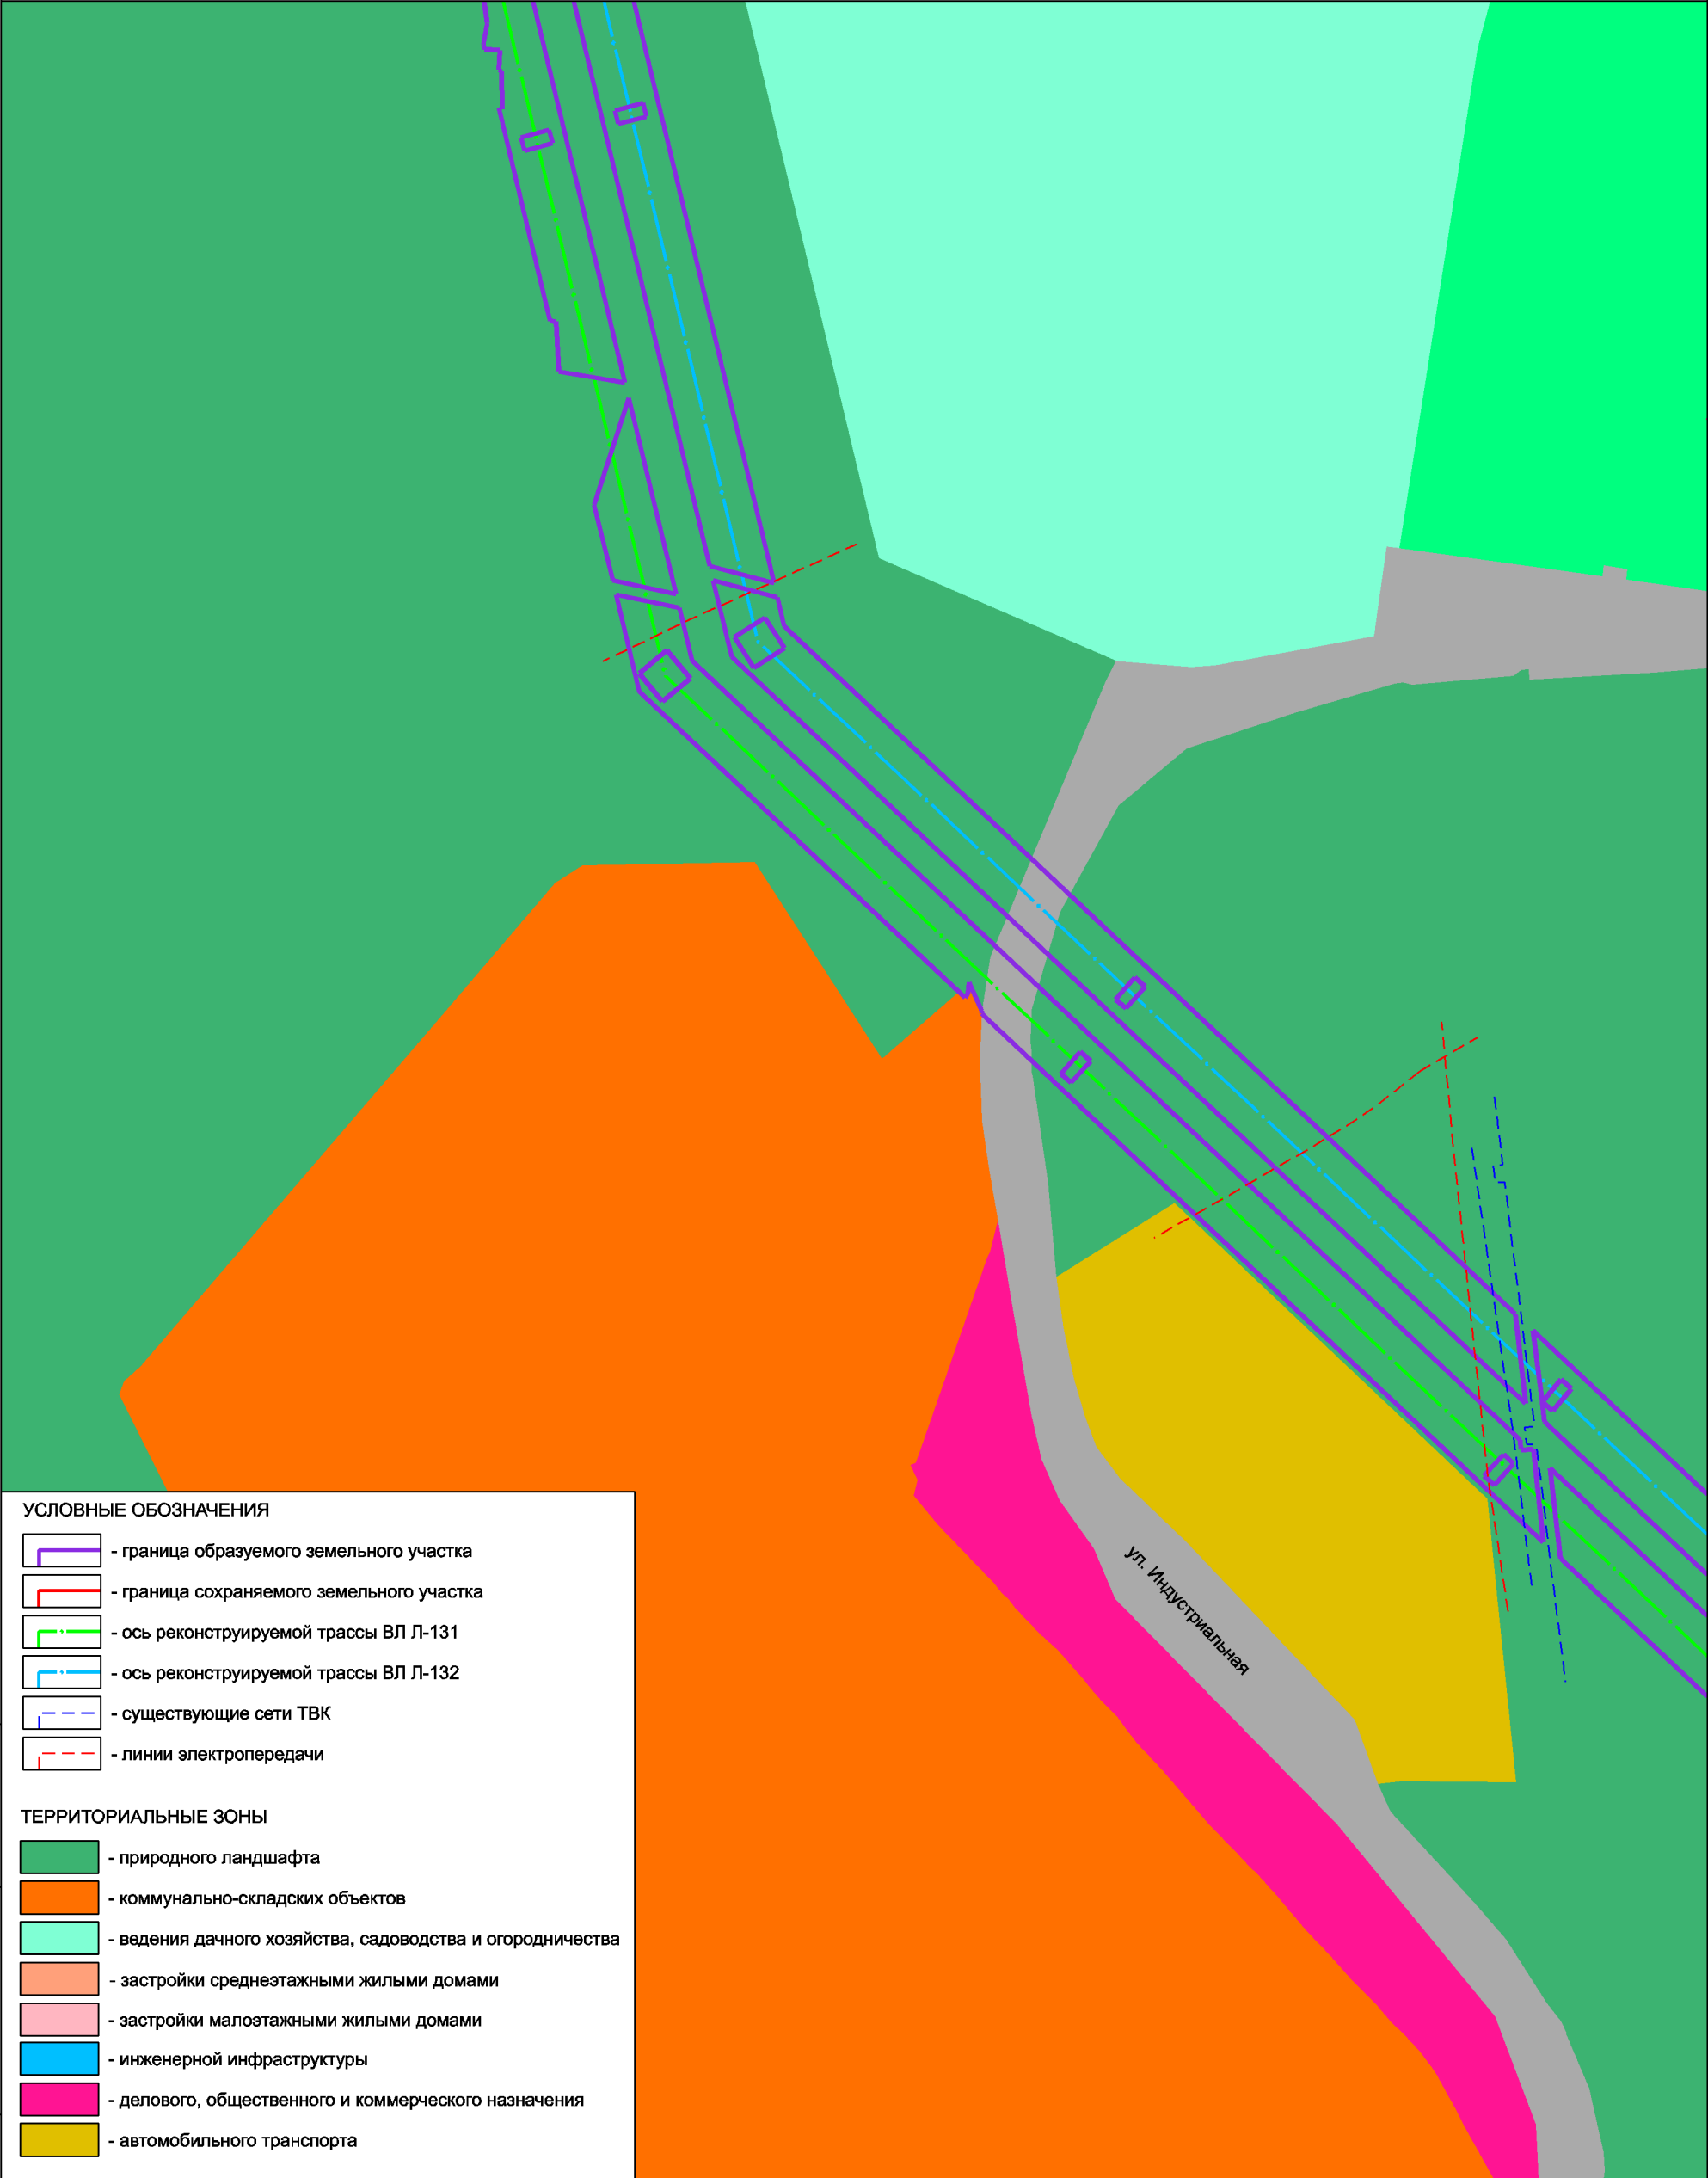 ул. Индустриальная
УСЛОВНЫЕ ОБОЗНАЧЕНИЯ
- граница образуемого земельного участка
- граница сохраняемого земельного участка
- ось реконструируемой трассы ВЛ Л-131
- ось реконструируемой трассы ВЛ Л-132
- существующие сети ТВК
- линии электропередачи
ТЕРРИТОРИАЛЬНЫЕ ЗОНЫ
- природного ландшафта
- коммунально-складских объектов
- ведения дачного хозяйства, садоводства и огородничества
- застройки среднеэтажными жилыми домами
- застройки малоэтажными жилыми домами
- инженерной инфраструктуры
- делового, общественного и коммерческого назначения
- автомобильного транспорта